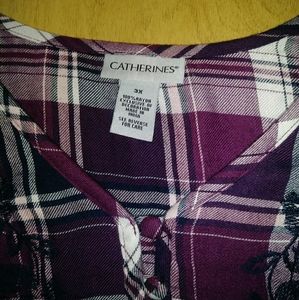 CATHERINES®
3X
100% RAYON
EXCLUSIVE OF
DECORATION
MADE IN
INDIA
SEE REVERSE
FOR CARE